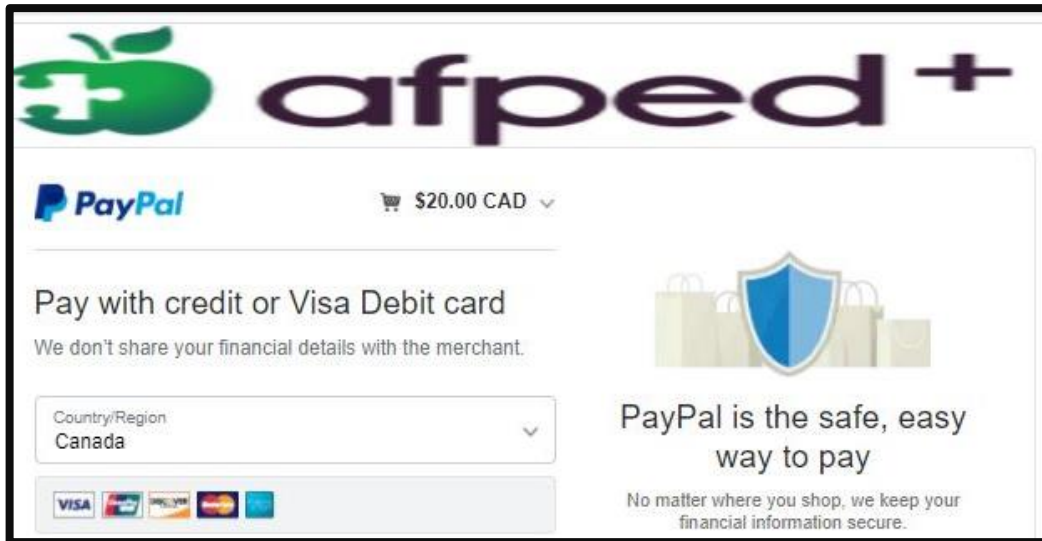 afped+
PayPal
$20.00 CAD
Pay with credit or Visa Debit card
We don't share your financial details with the merchant.
Country/Region
Canada
VISA DISCOVER MasterCard
PayPal is the safe, easy
way to pay
No matter where you shop, we keep your
financial information secure.